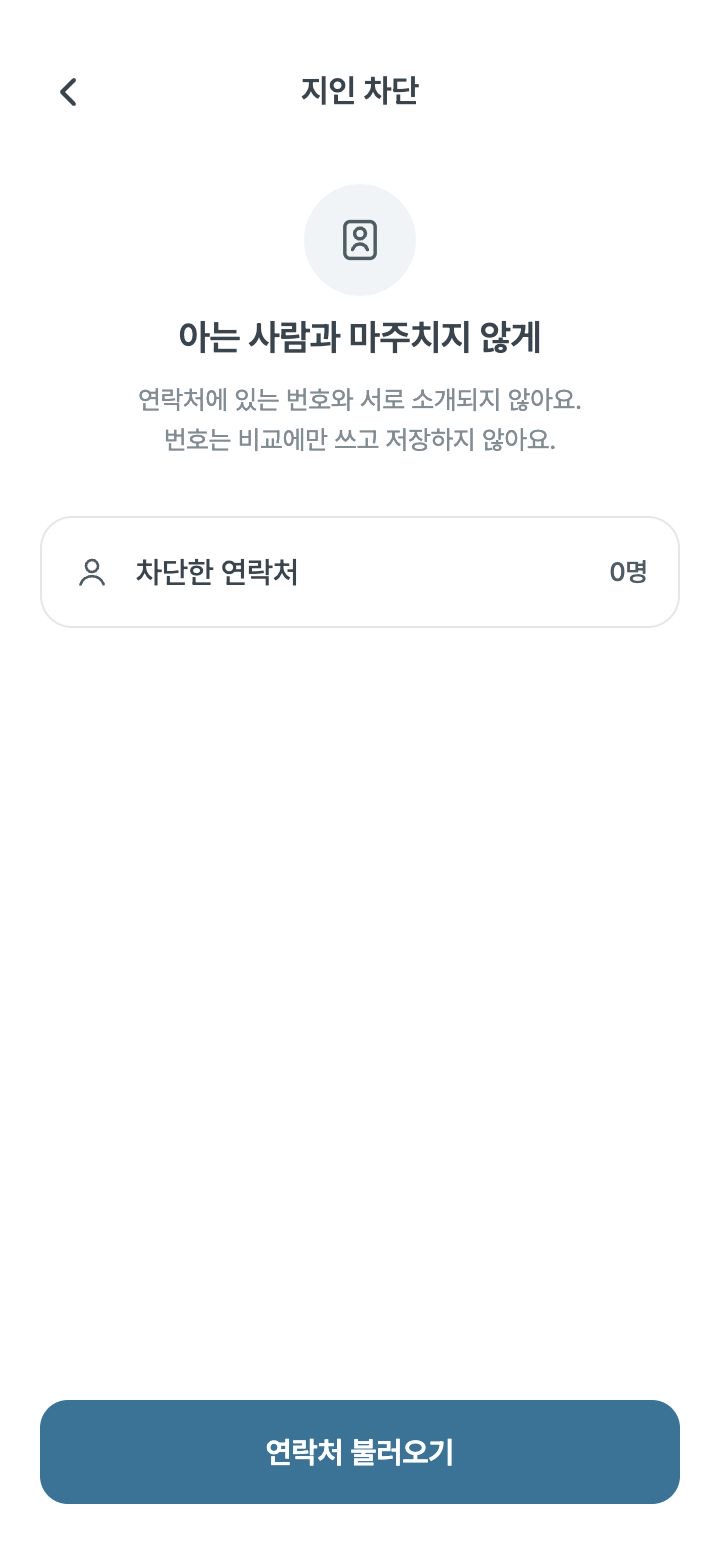 지인 차단
아는 사람과 마주치지 않게
연락처에 있는 번호와 서로 소개되지 않아요.
번호는 비교에만 쓰고 저장하지 않아요.
차단한 연락처 0명
연락처 불러오기